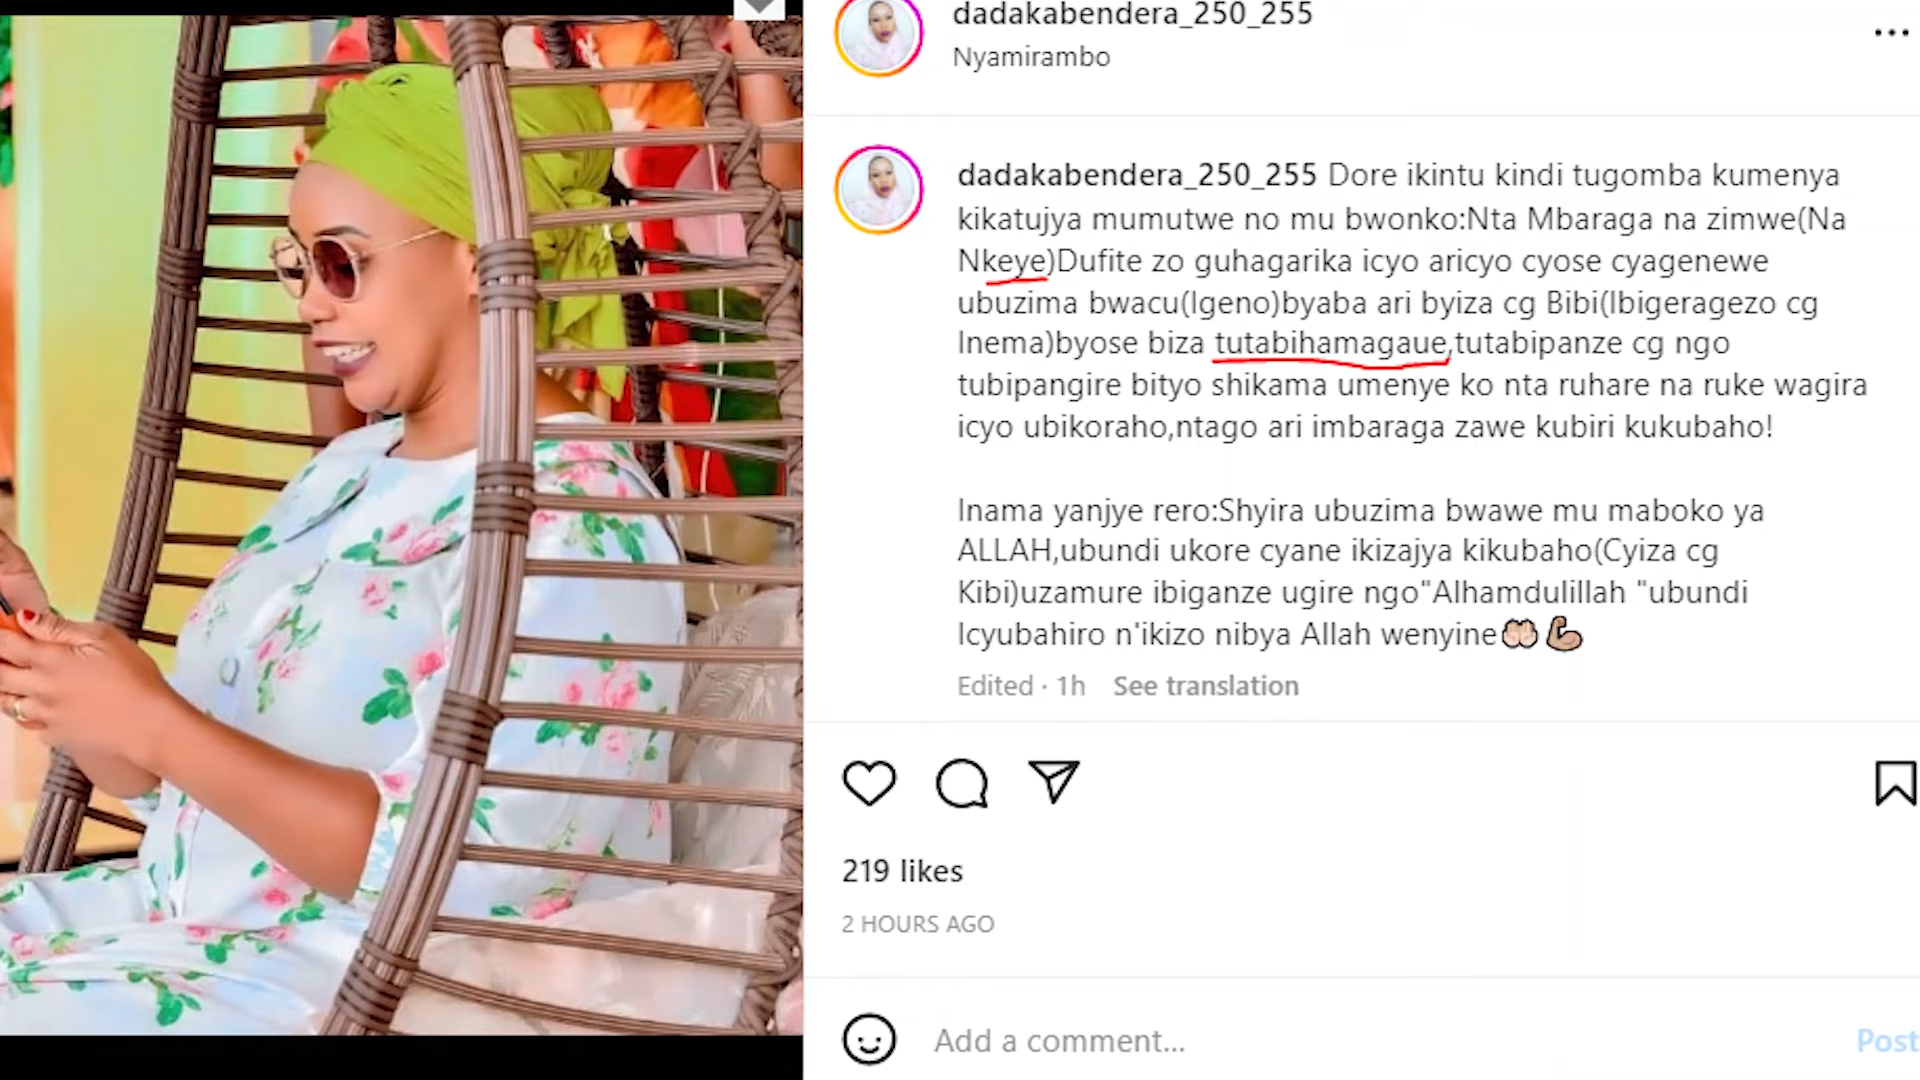 dadakabendera_250_255
Nyamirambo
dadakabendera_250_255 Dore ikintu kindi tugomba kumenya
kikatujya mumutwe no mu bwonko:Nta Mbaraga na zimwe(Na
Nkeye)Dufite zo guhagarika icyo aricyo cyose cyagenewe
ubuzima bwacu(Igeno)byaba ari byiza cg Bibi(Ibigeragezo cg
Inema)byose biza tutabihamagaue,tutabipanze cg ngo
tubipangire bityo shikama umenye ko nta ruhare na ruke wagira
icyo ubikoraho,ntago ari imbaraga zawe kubiri kukubaho!
Inama yanjye rero:Shyira ubuzima bwawe mu maboko ya
ALLAH,ubundi ukore cyane ikizajya kikubaho(Cyiza cg
Kibi)uzamure ibiganze ugire ngo"Alhamdulillah "ubundi
Icyubahiro n'ikizo nibya Allah wenyine🤲🏼💪🏽
Edited · 1h See translation
219 likes
2 HOURS AGO
Add a comment... Post